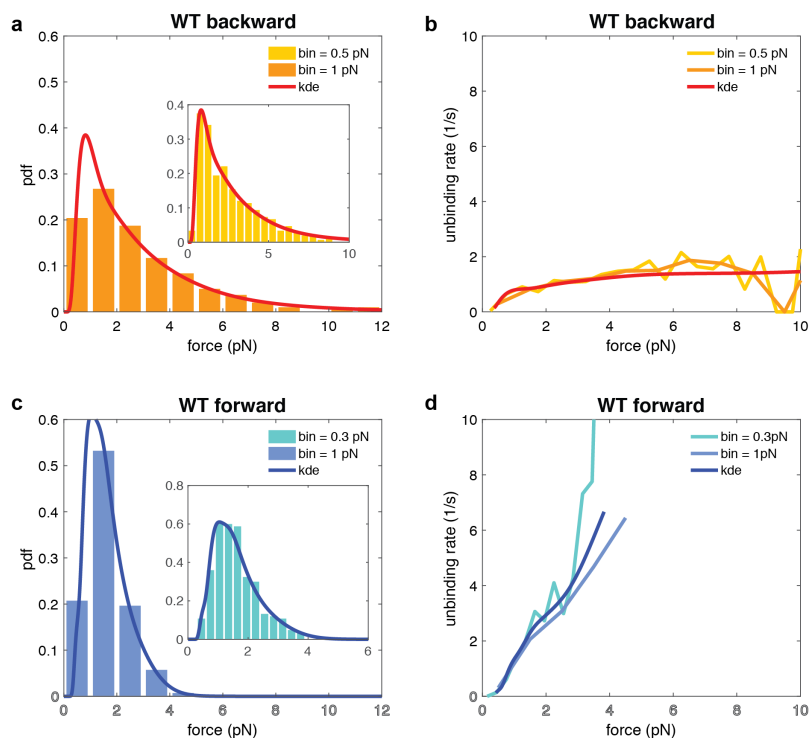 a
WT backward
0.6
0.5
0.4
0.3
0.2
0.1
0
pdf
bin = 0.5 pN
bin = 1 pN
kde
0.4
0.3
0.2
0.1
0
0 5 10
0 2 4 6 8 10 12
force (pN)
b
WT backward
10
8
6
4
2
0
unbinding rate (1/s)
bin = 0.5 pN
bin = 1 pN
kde
0 2 4 6 8 10
force (pN)
c
WT forward
0.6
0.5
0.4
0.3
0.2
0.1
0
pdf
bin = 0.3 pN
bin = 1 pN
kde
0.8
0.6
0.4
0.2
0
0 2 4 6
0 2 4 6 8 10 12
force (pN)
d
WT forward
10
8
6
4
2
0
unbinding rate (1/s)
bin = 0.3pN
bin = 1pN
kde
0 2 4 6 8 10
force (pN)